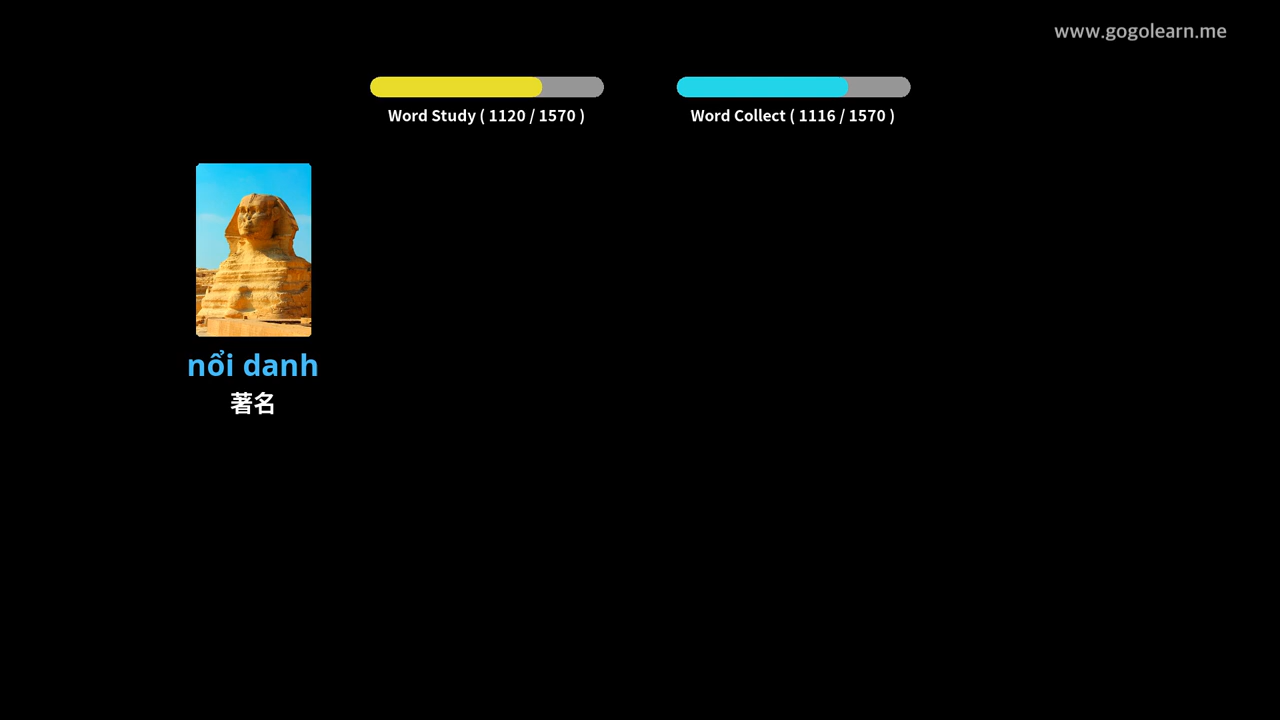 www.gogolearn.me
Word Study ( 1120 / 1570 )
Word Collect ( 1116 / 1570 )
nổi danh
著名